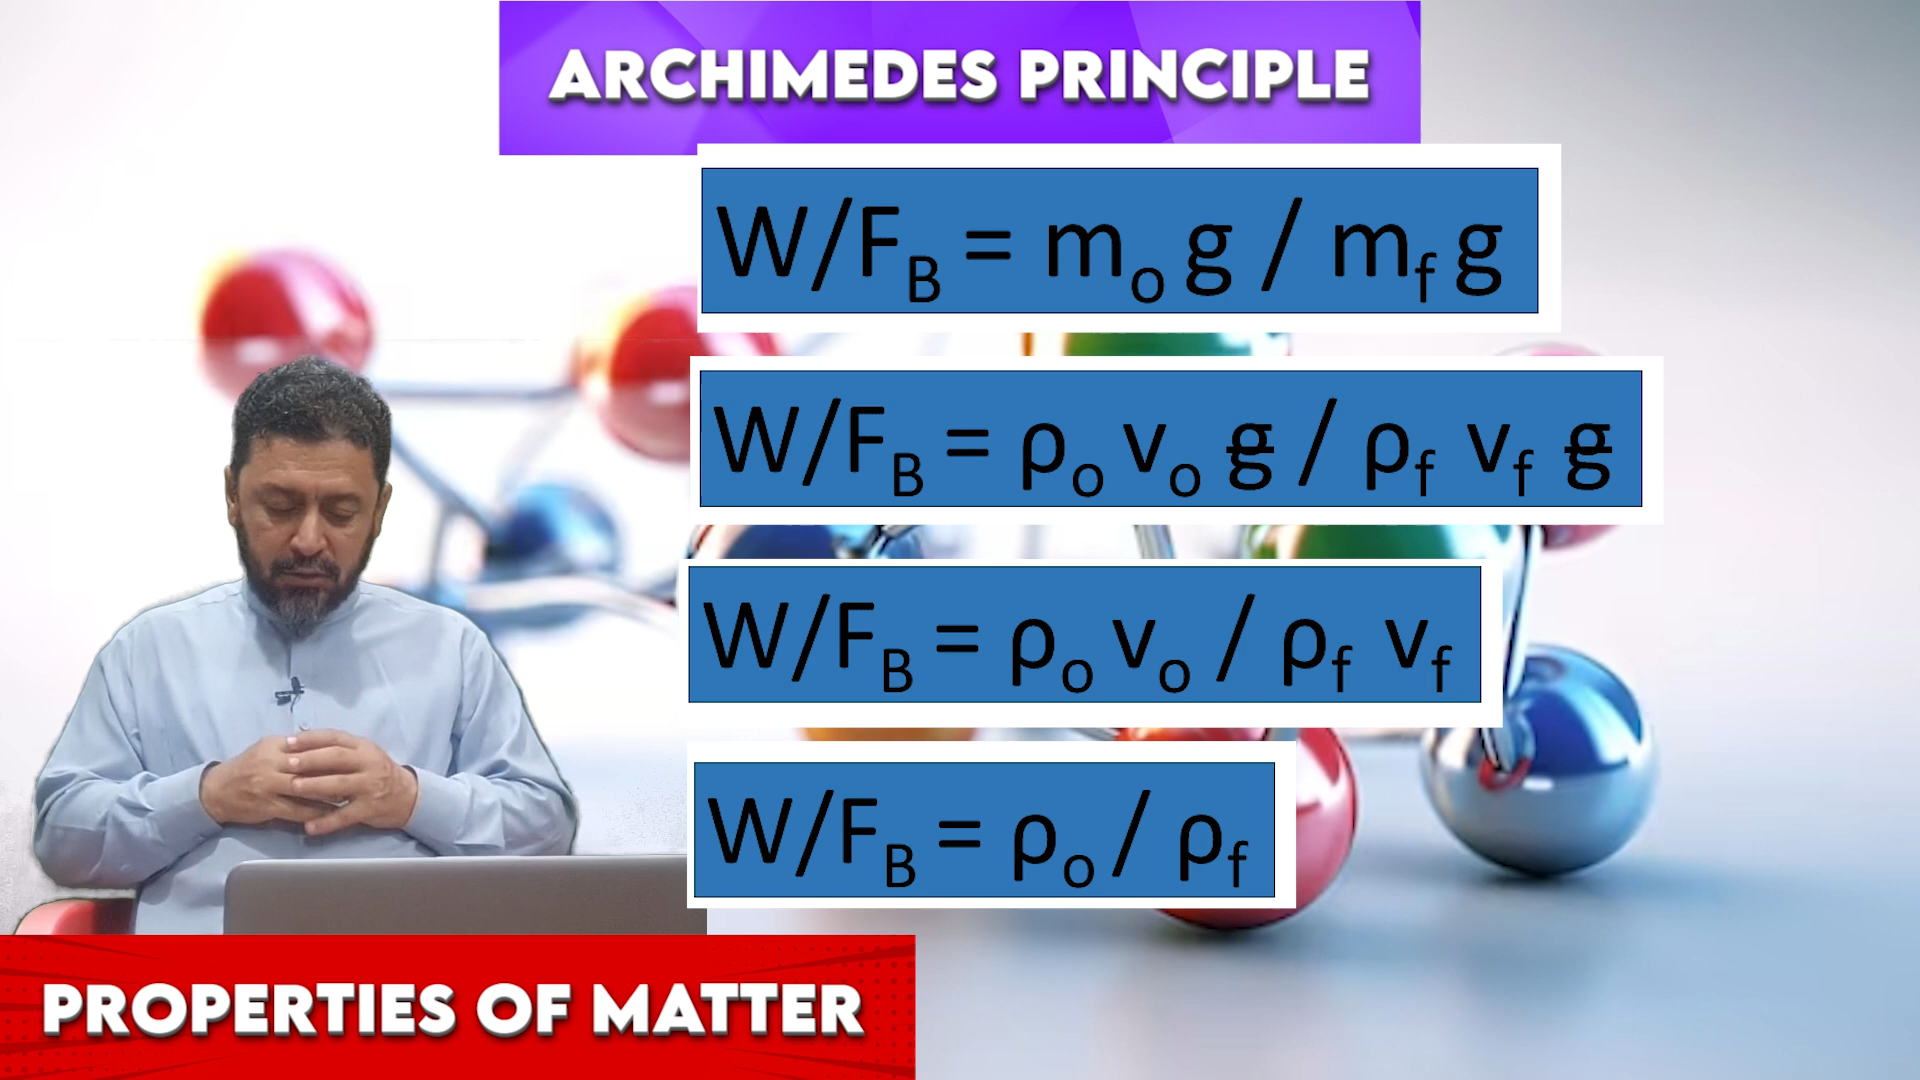 ARCHIMEDES PRINCIPLE
W/F_B = m_o g / m_f g
W/F_B = ρ_o v_o g̶ / ρ_f v_f g̶
W/F_B = ρ_o v_o / ρ_f v_f
W/F_B = ρ_o / ρ_f
PROPERTIES OF MATTER